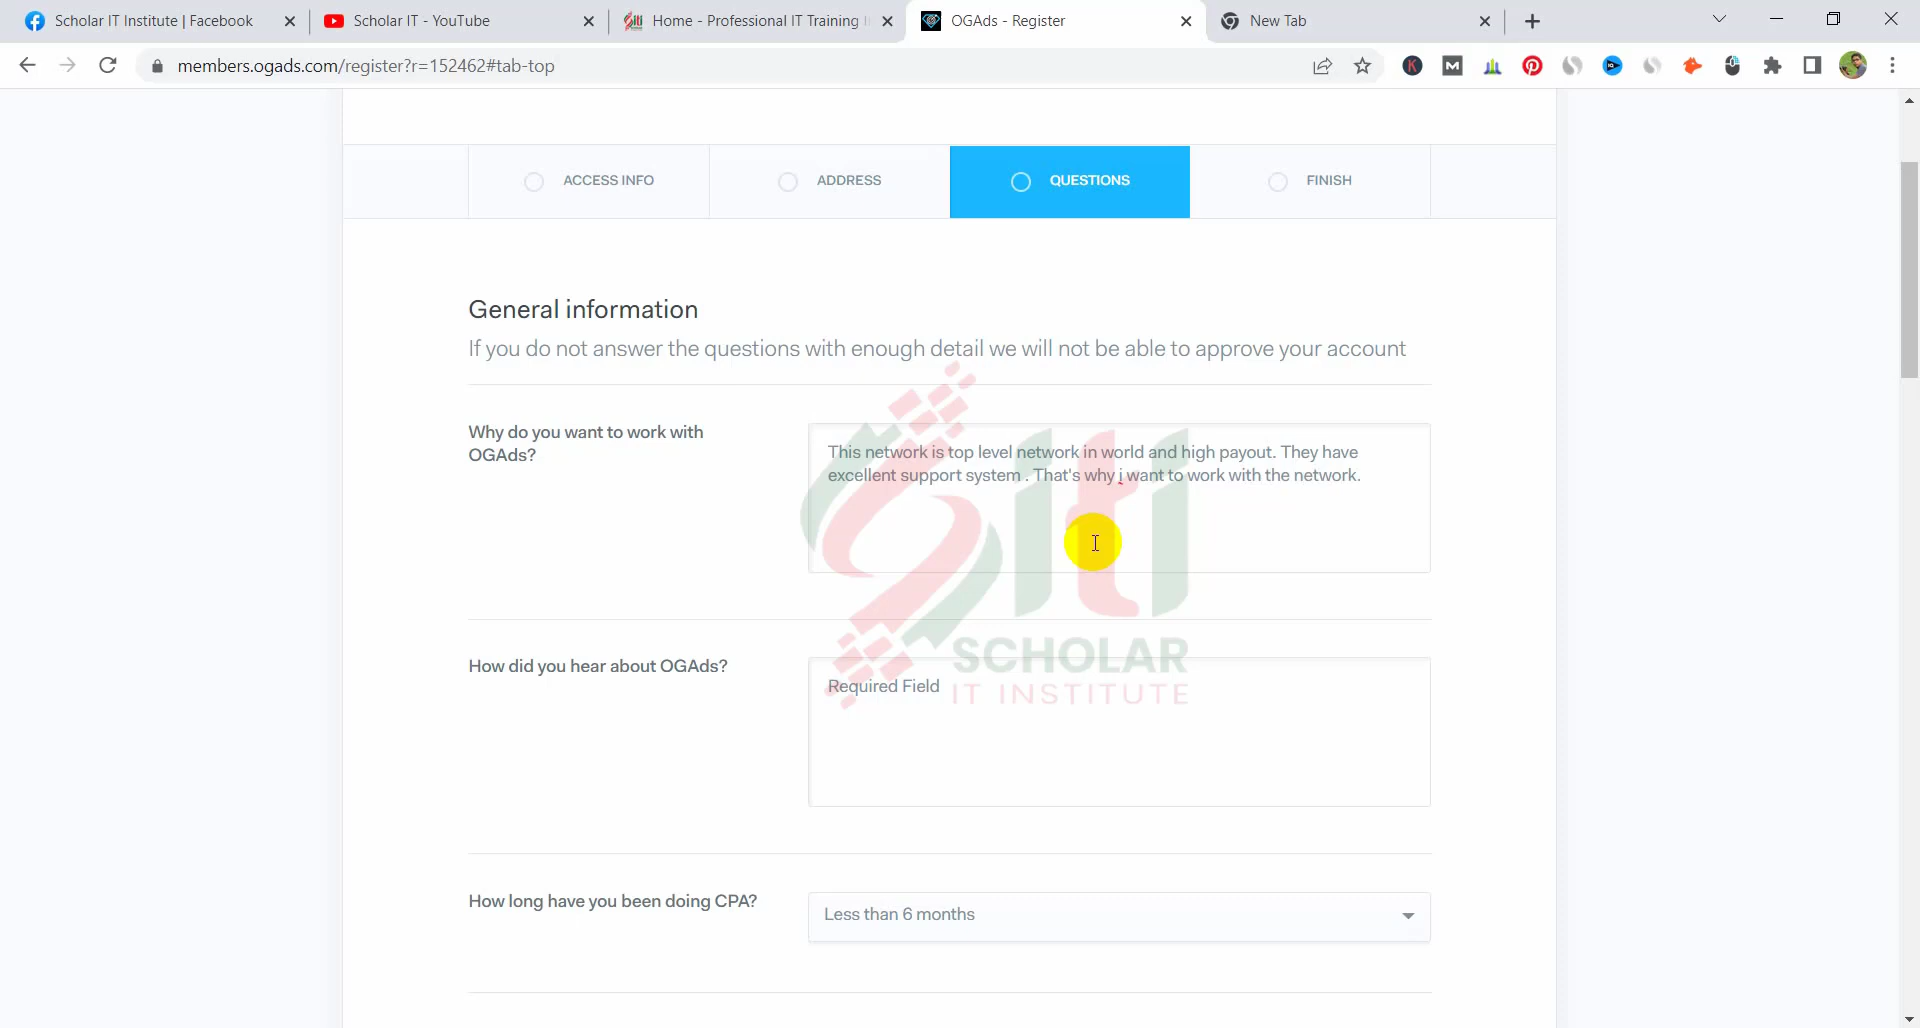 Scholar IT Institute | Facebook
Scholar IT - YouTube
Home - Professional IT Training I
OGAds - Register
New Tab
members.ogads.com/register?r=152462#tab-top
ACCESS INFO
ADDRESS
QUESTIONS
FINISH
General information
If you do not answer the questions with enough detail we will not be able to approve your account
Why do you want to work with
OGAds?
This network is top level network in world and high payout. They have
excellent support system . That's why i want to work with the network.
How did you hear about OGAds?
Required Field
siti
SCHOLAR
IT INSTITUTE
How long have you been doing CPA?
Less than 6 months